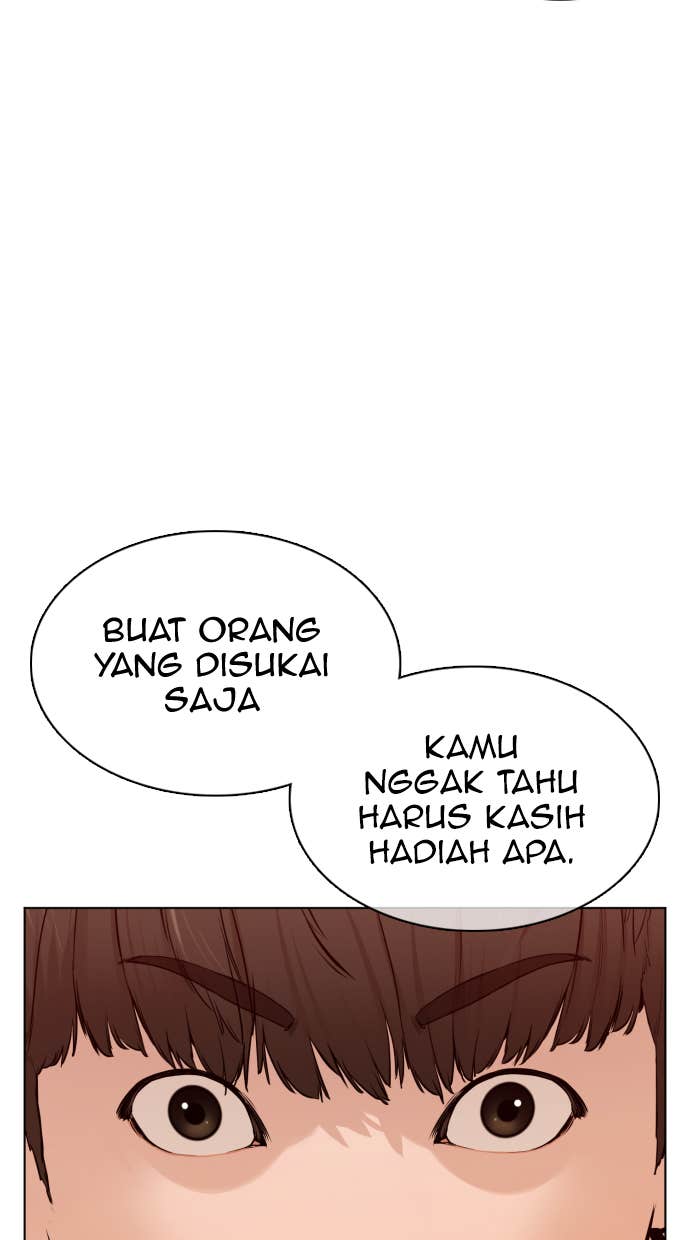 BUAT ORANG
YANG DISUKAI
SAJA
KAMU
NGGAK TAHU
HARUS KASIH
HADIAH APA.